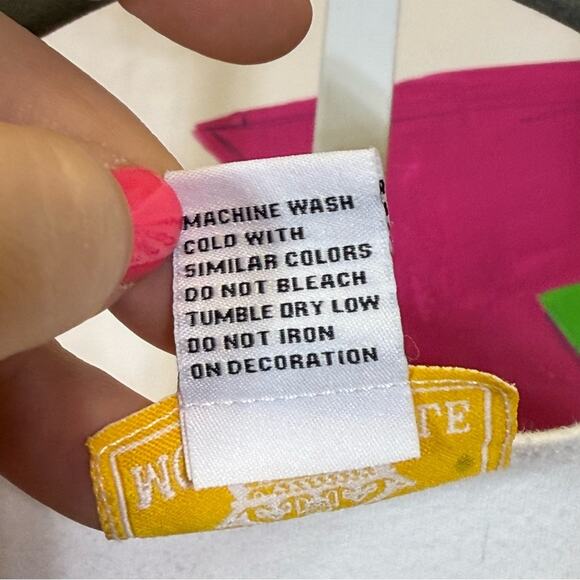 MACHINE WASH
COLD WITH
SIMILAR COLORS
DO NOT BLEACH
TUMBLE DRY LOW
DO NOT IRON
ON DECORATION